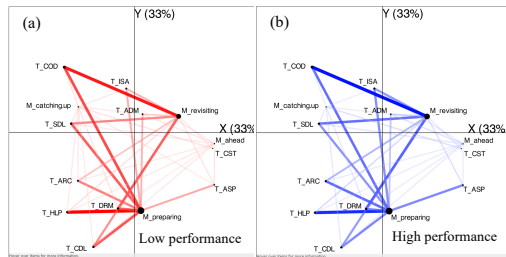 (a)
Y (33%)
T_COD
T_ISA
M_catching.up
T_ADM
M_revisiting
T_SDL
X (33%
M_ahead
T_CST
T_ARC
T_ASP
T_HLP
T_DRM
M_preparing
T_CDL
Low performance
(b)
Y (33%)
T_COD
T_ISA
M_catching.up
T_ADM
M_revisiting
T_SDL
X (33%
M_ahead
T_CST
T_ARC
T_ASP
T_HLP
T_DRM
M_preparing
T_CDL
High performance